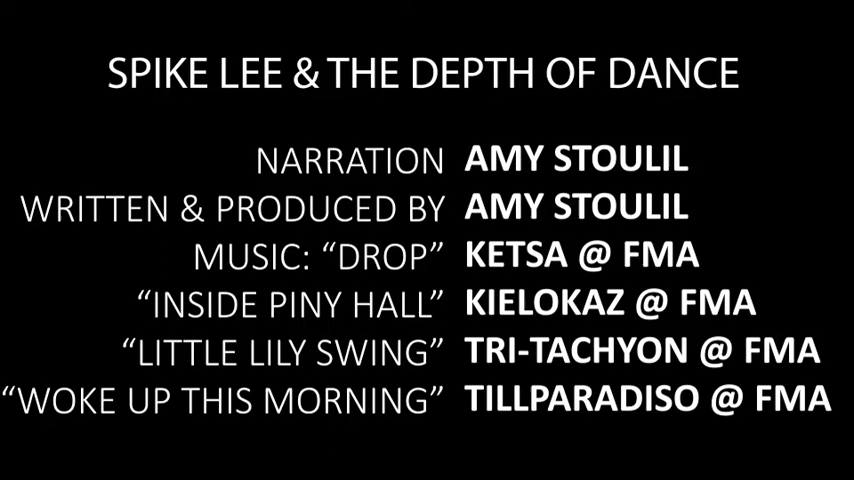 SPIKE LEE & THE DEPTH OF DANCE
NARRATION AMY STOULIL
WRITTEN & PRODUCED BY AMY STOULIL
MUSIC: “DROP” KETSA @ FMA
“INSIDE PINY HALL” KIELOKAZ @ FMA
“LITTLE LILY SWING” TRI-TACHYON @ FMA
“WOKE UP THIS MORNING” TILLPARADISO @ FMA